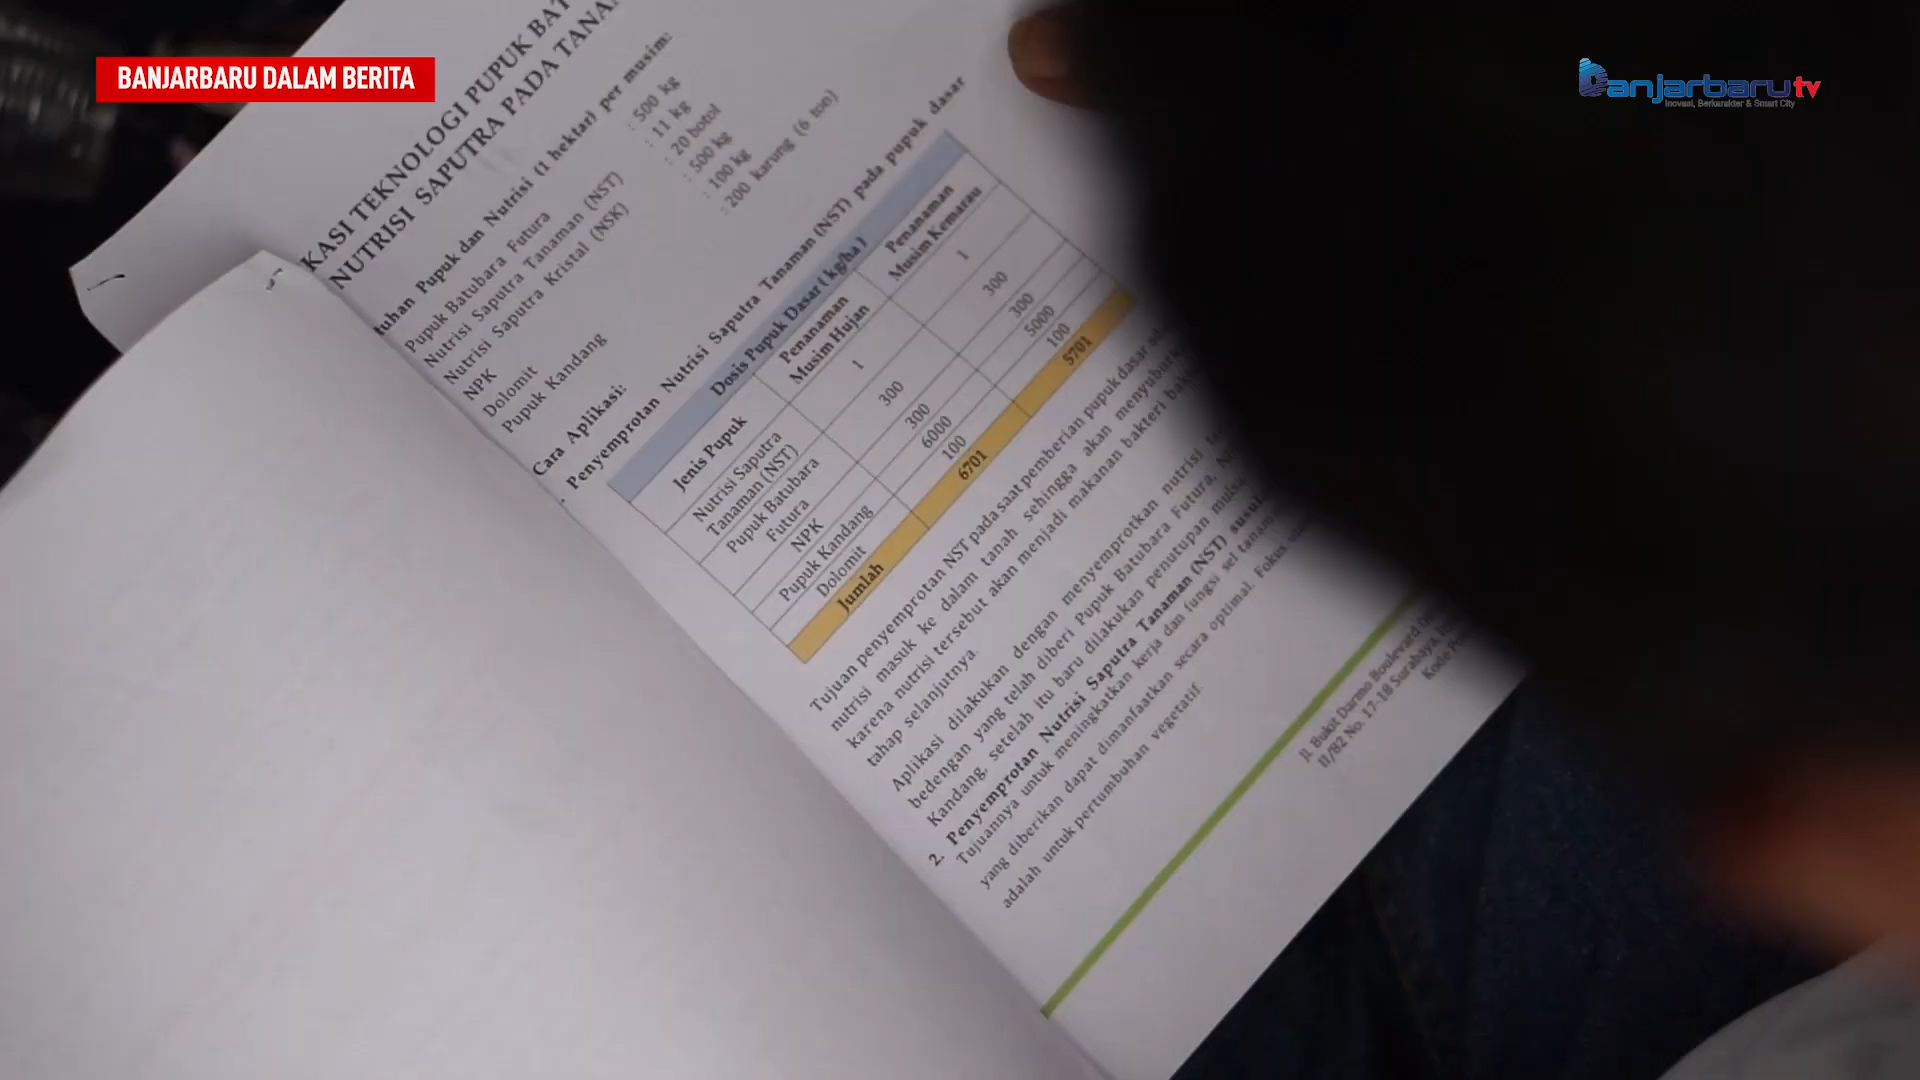 BANJARBARU DALAM BERITA
Banjarbaru tv
Inovasi, Berkarakter & Smart City
KASI TEKNOLOGI PUPUK BAT
NUTRISI SAPUTRA PADA TANA
tuhan Pupuk dan Nutrisi (1 hektar) per musim:
Pupuk Batubara Futura : 500 kg
Nutrisi Saputra Tanaman (NST) : 11 kg
Nutrisi Saputra Kristal (NSK) : 20 botol
NPK : 500 kg
Dolomit : 100 kg
Pupuk Kandang : 200 karung (6 ton)
Cara Aplikasi:
Penyemprotan Nutrisi Saputra Tanaman (NST) pada pupuk dasar
Dosis Pupuk Dasar ( kg/ha )
Jenis Pupuk Penanaman Musim Hujan Penanaman Musim Kemarau
Nutrisi Saputra Tanaman (NST) 1 1
Pupuk Batubara Futura 300 300
NPK 300 300
Pupuk Kandang 6000 5000
Dolomit 100 100
Jumlah 6701 5701
Tujuan penyemprotan NST pada saat pemberian pupuk dasar
nutrisi masuk ke dalam tanah sehingga akan menyuburk
karena nutrisi tersebut akan menjadi makanan bakteri
tahap selanjutnya.
Aplikasi dilakukan dengan menyemprotkan nutrisi
bedengan yang telah diberi Pupuk Batubara Futura,
Kandang, setelah itu baru dilakukan penutupan
2. Penyemprotan Nutrisi Saputra Tanaman (NST)
Tujuannya untuk meningkatkan kerja dan fungsi sel
yang diberikan dapat dimanfaatkan secara optimal. Fokus
adalah untuk pertumbuhan vegetatif.
Jl. Bukit Darmo Boulevard
II/B2 No. 17-18 Surabaya,
Kode